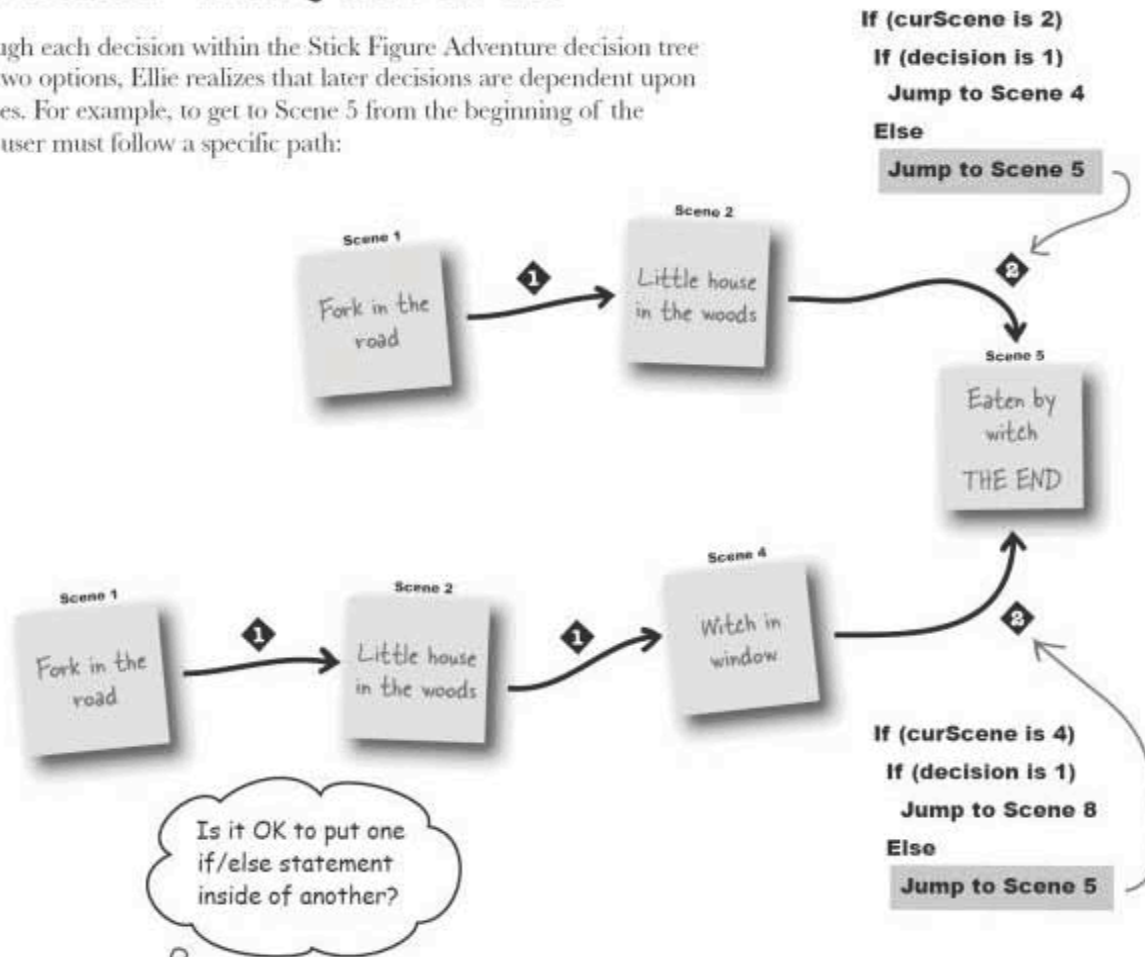 ugh each decision within the Stick Figure Adventure decision tree
wo options, Ellie realizes that later decisions are dependent upon
es. For example, to get to Scene 5 from the beginning of the
user must follow a specific path:
If (curScene is 2)
If (decision is 1)
Jump to Scene 4
Else
Jump to Scene 5
Scene 1
Fork in the
road
1
Scene 2
Little house
in the woods
2
Scene 5
Eaten by
witch
THE END
Scene 1
Fork in the
road
1
Scene 2
Little house
in the woods
1
Scene 4
Witch in
window
2
If (curScene is 4)
If (decision is 1)
Jump to Scene 8
Else
Jump to Scene 5
Is it OK to put one
if/else statement
inside of another?